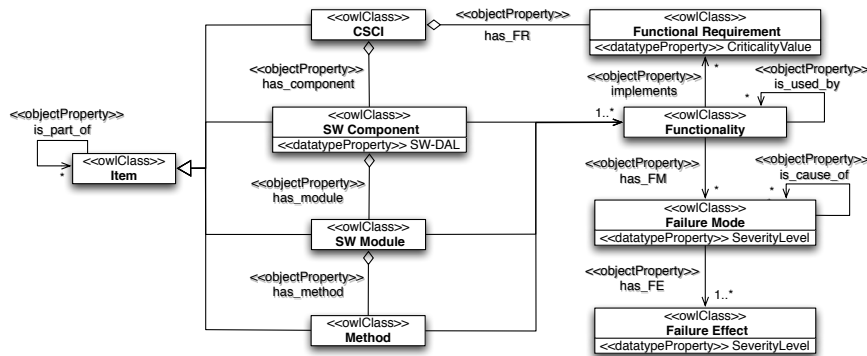 <<owlClass>>
CSCI
<<objectProperty>>
has_FR
<<owlClass>>
Functional Requirement
<<datatypeProperty>> CriticalityValue
<<objectProperty>>
has_component
*
<<objectProperty>>
implements
*
<<objectProperty>>
is_used_by
<<objectProperty>>
is_part_of
*
<<owlClass>>
Item
<<owlClass>>
SW Component
<<datatypeProperty>> SW-DAL
1..*
<<owlClass>>
Functionality
<<objectProperty>>
has_module
<<objectProperty>>
has_FM
*
*
<<objectProperty>>
is_cause_of
<<owlClass>>
SW Module
<<owlClass>>
Failure Mode
<<datatypeProperty>> SeverityLevel
<<objectProperty>>
has_method
<<objectProperty>>
has_FE
1..*
<<owlClass>>
Method
<<owlClass>>
Failure Effect
<<datatypeProperty>> SeverityLevel